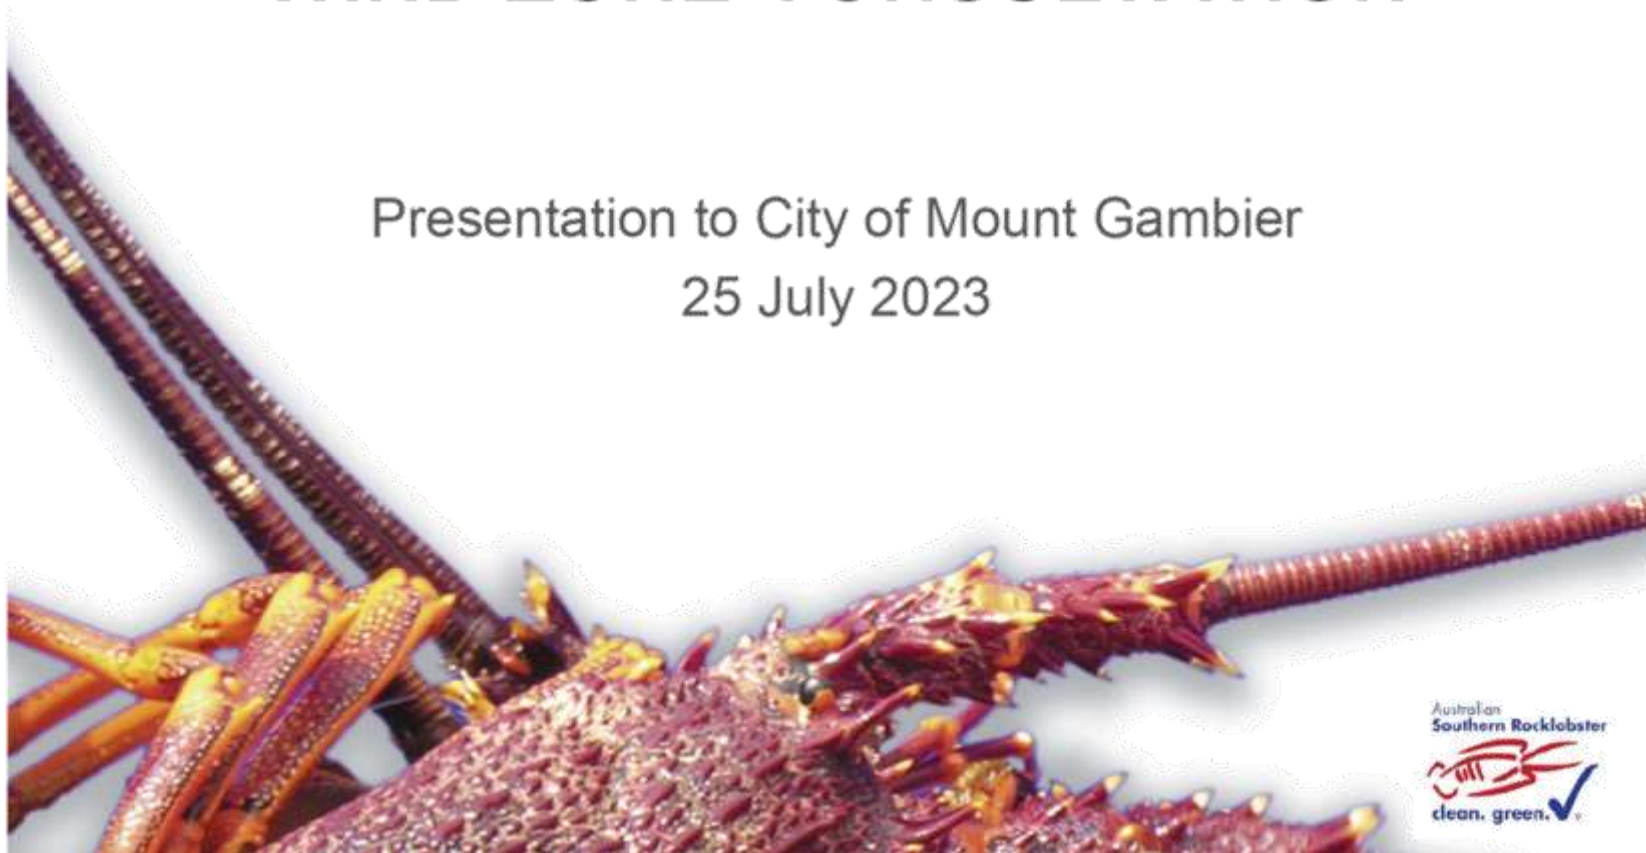 Presentation to City of Mount Gambier
25 July 2023
Australian
Southern Rocklobster
clean. green.